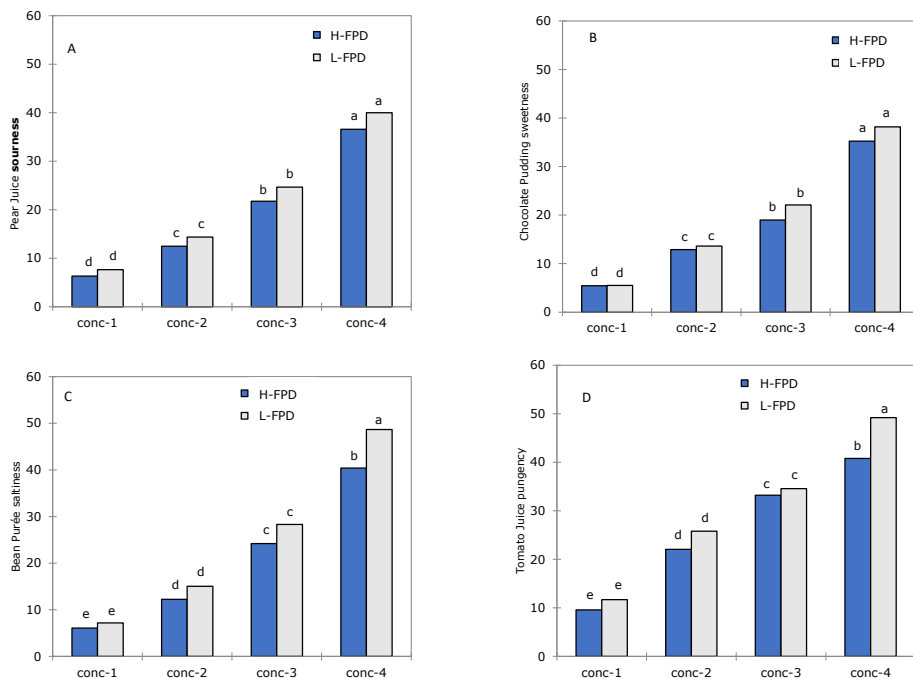 A
H-FPD
L-FPD
Pear Juice sourness
60
50
40
30
20
10
0
d d c c b b a a
conc-1 conc-2 conc-3 conc-4
B
H-FPD
L-FPD
Chocolate Pudding sweetness
60
50
40
30
20
10
0
d d c c b b a a
conc-1 conc-2 conc-3 conc-4
C
H-FPD
L-FPD
Bean Purée saltiness
60
50
40
30
20
10
0
e e d d c c b a
conc-1 conc-2 conc-3 conc-4
D
H-FPD
L-FPD
Tomato Juice pungency
60
50
40
30
20
10
0
e e d d c c b a
conc-1 conc-2 conc-3 conc-4